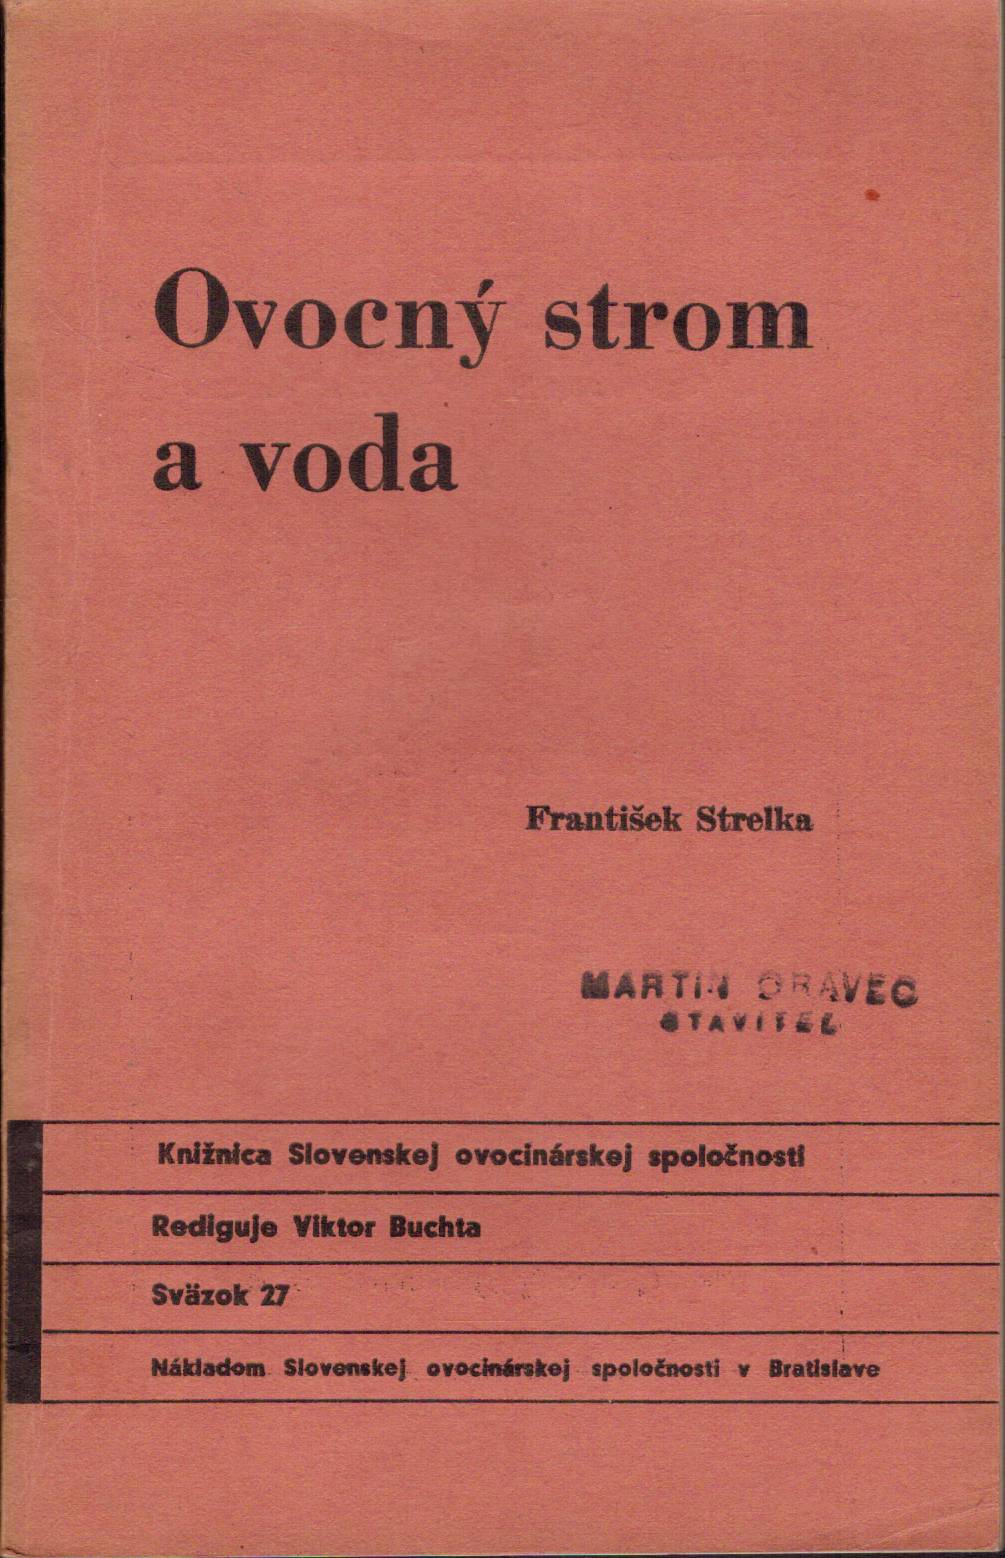 Ovocný strom
a voda
František Strelka
MARTIN ORAVEC
STAVITEĽ
Knižnica Slovenskej ovocinárskej spoločnosti
Rediguje Viktor Buchta
Sväzok 27
Nákladom Slovenskej ovocinárskej spoločnosti v Bratislave